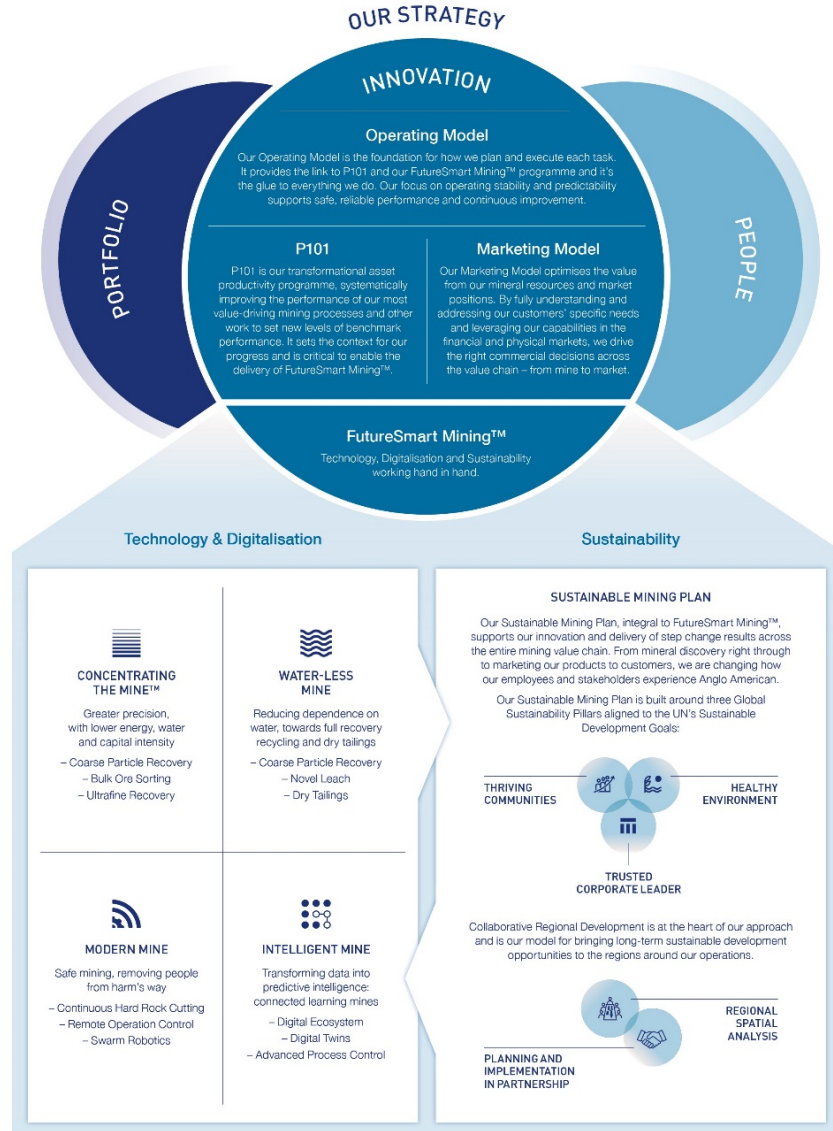 OUR STRATEGY
INNOVATION
PORTFOLIO
PEOPLE
Operating Model
Our Operating Model is the foundation for how we plan and execute each task.
It provides the link to P101 and our FutureSmart Mining™ programme and it's
the glue to everything we do. Our focus on operating stability and predictability
supports safe, reliable performance and continuous improvement.
P101
P101 is our transformational asset
productivity programme, systematically
improving the performance of our most
value-driving mining processes and other
work to set new levels of benchmark
performance. It sets the context for our
progress and is critical to enable the
delivery of FutureSmart Mining™.
Marketing Model
Our Marketing Model optimises the value
from our mineral resources and market
positions. By fully understanding and
addressing our customers' specific needs
and leveraging our capabilities in the
financial and physical markets, we drive
the right commercial decisions across
the value chain – from mine to market.
FutureSmart Mining™
Technology, Digitalisation and Sustainability
working hand in hand.
Technology & Digitalisation
CONCENTRATING
THE MINE™
Greater precision,
with lower energy, water
and capital intensity
– Coarse Particle Recovery
– Bulk Ore Sorting
– Ultrafine Recovery
WATER-LESS
MINE
Reducing dependence on
water, towards full recovery
recycling and dry tailings
– Coarse Particle Recovery
– Novel Leach
– Dry Tailings
MODERN MINE
Safe mining, removing people
from harm's way
– Continuous Hard Rock Cutting
– Remote Operation Control
– Swarm Robotics
INTELLIGENT MINE
Transforming data into
predictive intelligence:
connected learning mines
– Digital Ecosystem
– Digital Twins
– Advanced Process Control
Sustainability
SUSTAINABLE MINING PLAN
Our Sustainable Mining Plan, integral to FutureSmart Mining™,
supports our innovation and delivery of step change results across
the entire mining value chain. From mineral discovery right through
to marketing our products to customers, we are changing how
our employees and stakeholders experience Anglo American.
Our Sustainable Mining Plan is built around three Global
Sustainability Pillars aligned to the UN's Sustainable
Development Goals:
THRIVING
COMMUNITIES
HEALTHY
ENVIRONMENT
TRUSTED
CORPORATE LEADER
Collaborative Regional Development is at the heart of our approach
and is our model for bringing long-term sustainable development
opportunities to the regions around our operations.
REGIONAL
SPATIAL
ANALYSIS
PLANNING AND
IMPLEMENTATION
IN PARTNERSHIP